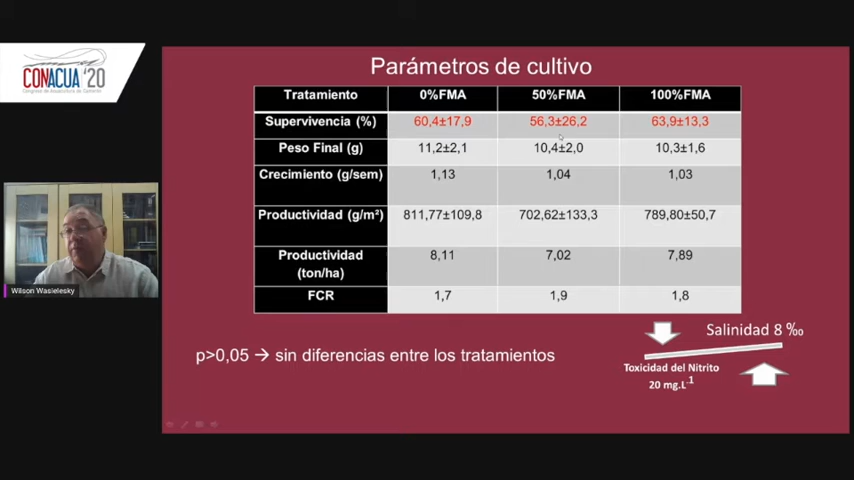 Parámetros de cultivo
CONACUA '20
Congreso de Acuicultura de Camarón
Tratamiento 0%FMA 50%FMA 100%FMA
Supervivencia (%) 60,4±17,9 56,3±26,2 63,9±13,3
Peso Final (g) 11,2±2,1 10,4±2,0 10,3±1,6
Crecimiento (g/sem) 1,13 1,04 1,03
Productividad (g/m²) 811,77±109,8 702,62±133,3 789,80±50,7
Productividad
(ton/ha) 8,11 7,02 7,89
FCR 1,7 1,9 1,8
Wilson Wasielesky
Salinidad 8 ‰
p>0,05 → sin diferencias entre los tratamientos
Toxicidad del Nitrito
20 mg.L⁻¹